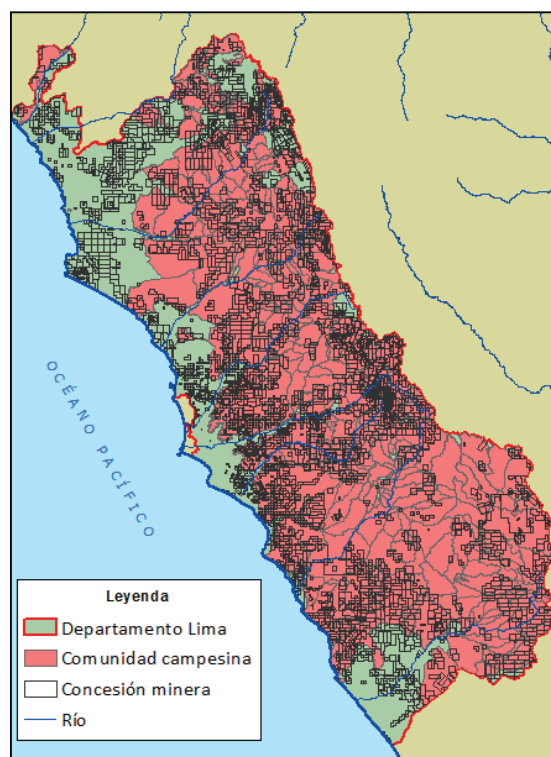 OCÉANO PACÍFICO
Leyenda
Departamento Lima
Comunidad campesina
Concesión minera
Río